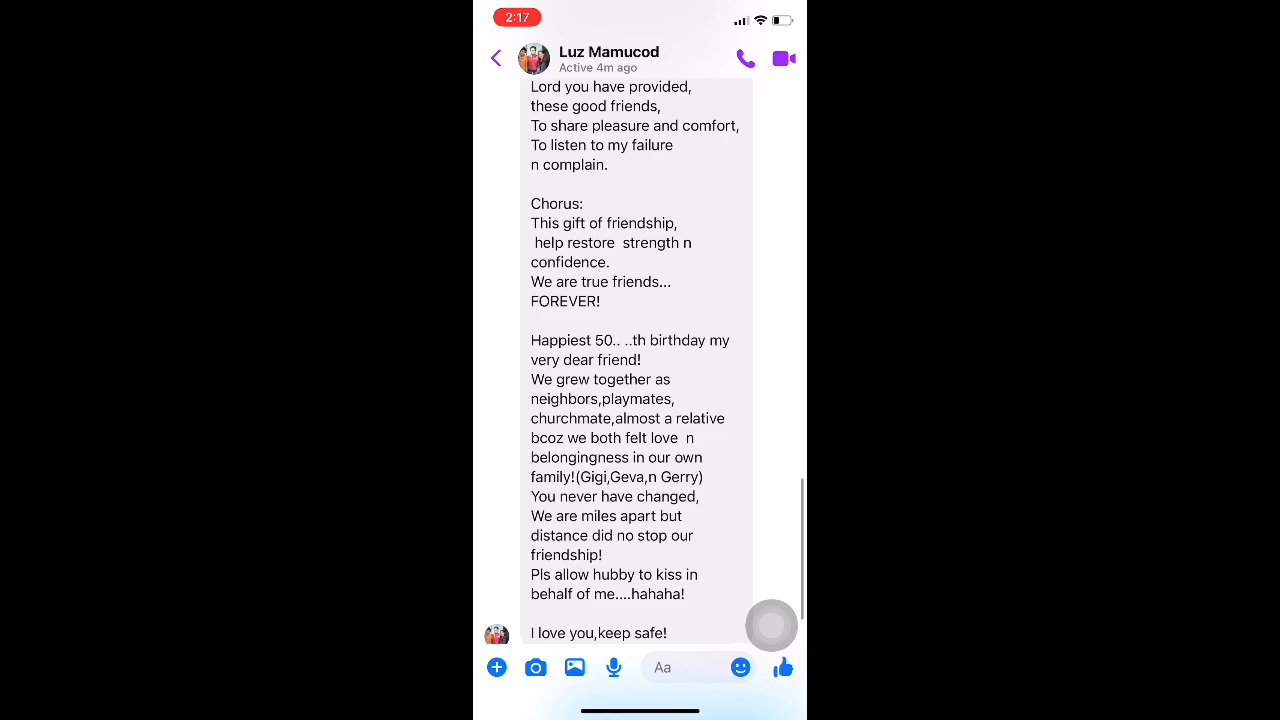 2:17
Luz Mamucod
Active 4m ago
Lord you have provided,
these good friends,
To share pleasure and comfort,
To listen to my failure
n complain.
Chorus:
This gift of friendship,
help restore  strength n
confidence.
We are true friends...
FOREVER!
Happiest 50.. ..th birthday my
very dear friend!
We grew together as
neighbors,playmates,
churchmate,almost a relative
bcoz we both felt love  n
belongingness in our own
family!(Gigi,Geva,n Gerry)
You never have changed,
We are miles apart but
distance did no stop our
friendship!
Pls allow hubby to kiss in
behalf of me....hahaha!
I love you,keep safe!
Aa